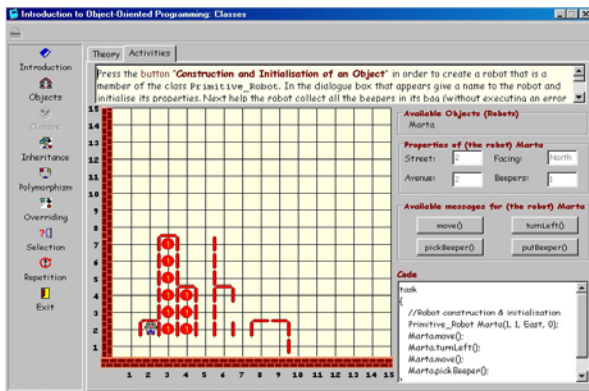 Introduction to Object-Oriented Programming: Classes
Introduction
Objects
Classes
Inheritance
Polymorphism
Overriding
Selection
Repetition
Exit
Theory Activities
Press the button "Construction and Initialisation of an Object" in order to create a robot that is a
member of the class Primitive_Robot. In the dialogue box that appears give a name to the robot and
initialise its properties. Next help the robot collect all the beepers in its bag (without executing an error
15
14
13
12
11
10
9
8
7
6
5
4
3
2
1
1 2 3 4 5 6 7 8 9 10 11 12 13 14 15
Available Objects (Robots)
Marta
Properties of (the robot) Marta
Street: 2 Facing: North
Avenue: 2 Beepers: 1
Available messages for (the robot) Marta
move() turnLeft()
pickBeeper() putBeeper()
Code
task
{
//Robot construction & initialisation
Primitive_Robot Marta(1, 1, East, 0);
Marta.move();
Marta.turnLeft();
Marta.move();
Marta.pickBeeper();